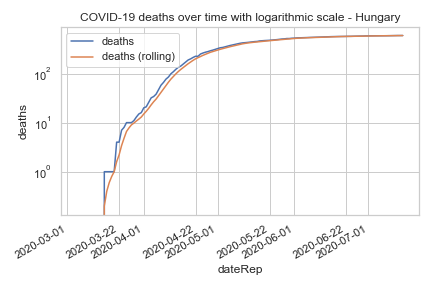 COVID-19 deaths over time with logarithmic scale - Hungary
deaths
deaths (rolling)
deaths
10²
10¹
10⁰
2020-03-01
2020-03-22
2020-04-01
2020-04-22
2020-05-01
2020-05-22
2020-06-01
2020-06-22
2020-07-01
dateRep